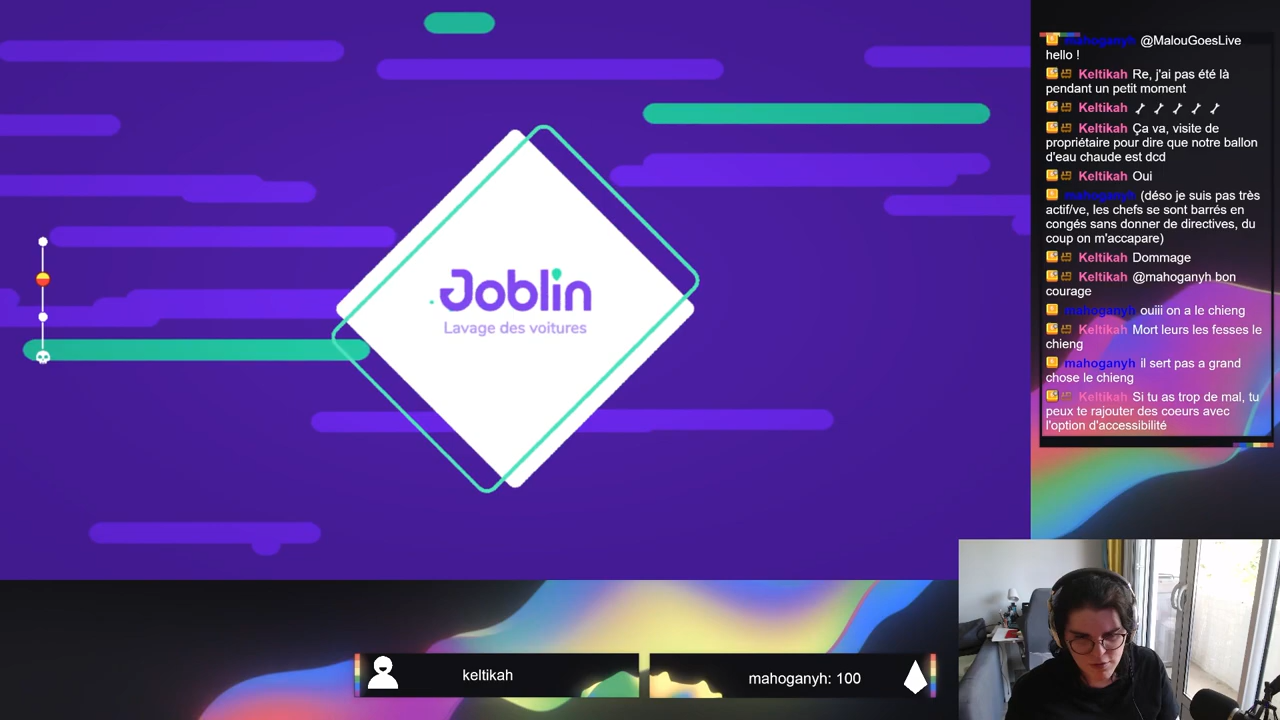 Joblin
Lavage des voitures
mahoganyh @MalouGoesLive
hello !
Keltikah Re, j'ai pas été là
pendant un petit moment
Keltikah
Keltikah Ça va, visite de
propriétaire pour dire que notre ballon
d'eau chaude est dcd
Keltikah Oui
mahoganyh (déso je suis pas très
actif/ve, les chefs se sont barrés en
congés sans donner de directives, du
coup on m'accapare)
Keltikah Dommage
Keltikah @mahoganyh bon
courage
mahoganyh ouiii on a le chieng
Keltikah Mort leurs les fesses le
chieng
mahoganyh il sert pas a grand
chose le chieng
Keltikah Si tu as trop de mal, tu
peux te rajouter des coeurs avec
l'option d'accessibilité
keltikah
mahoganyh: 100